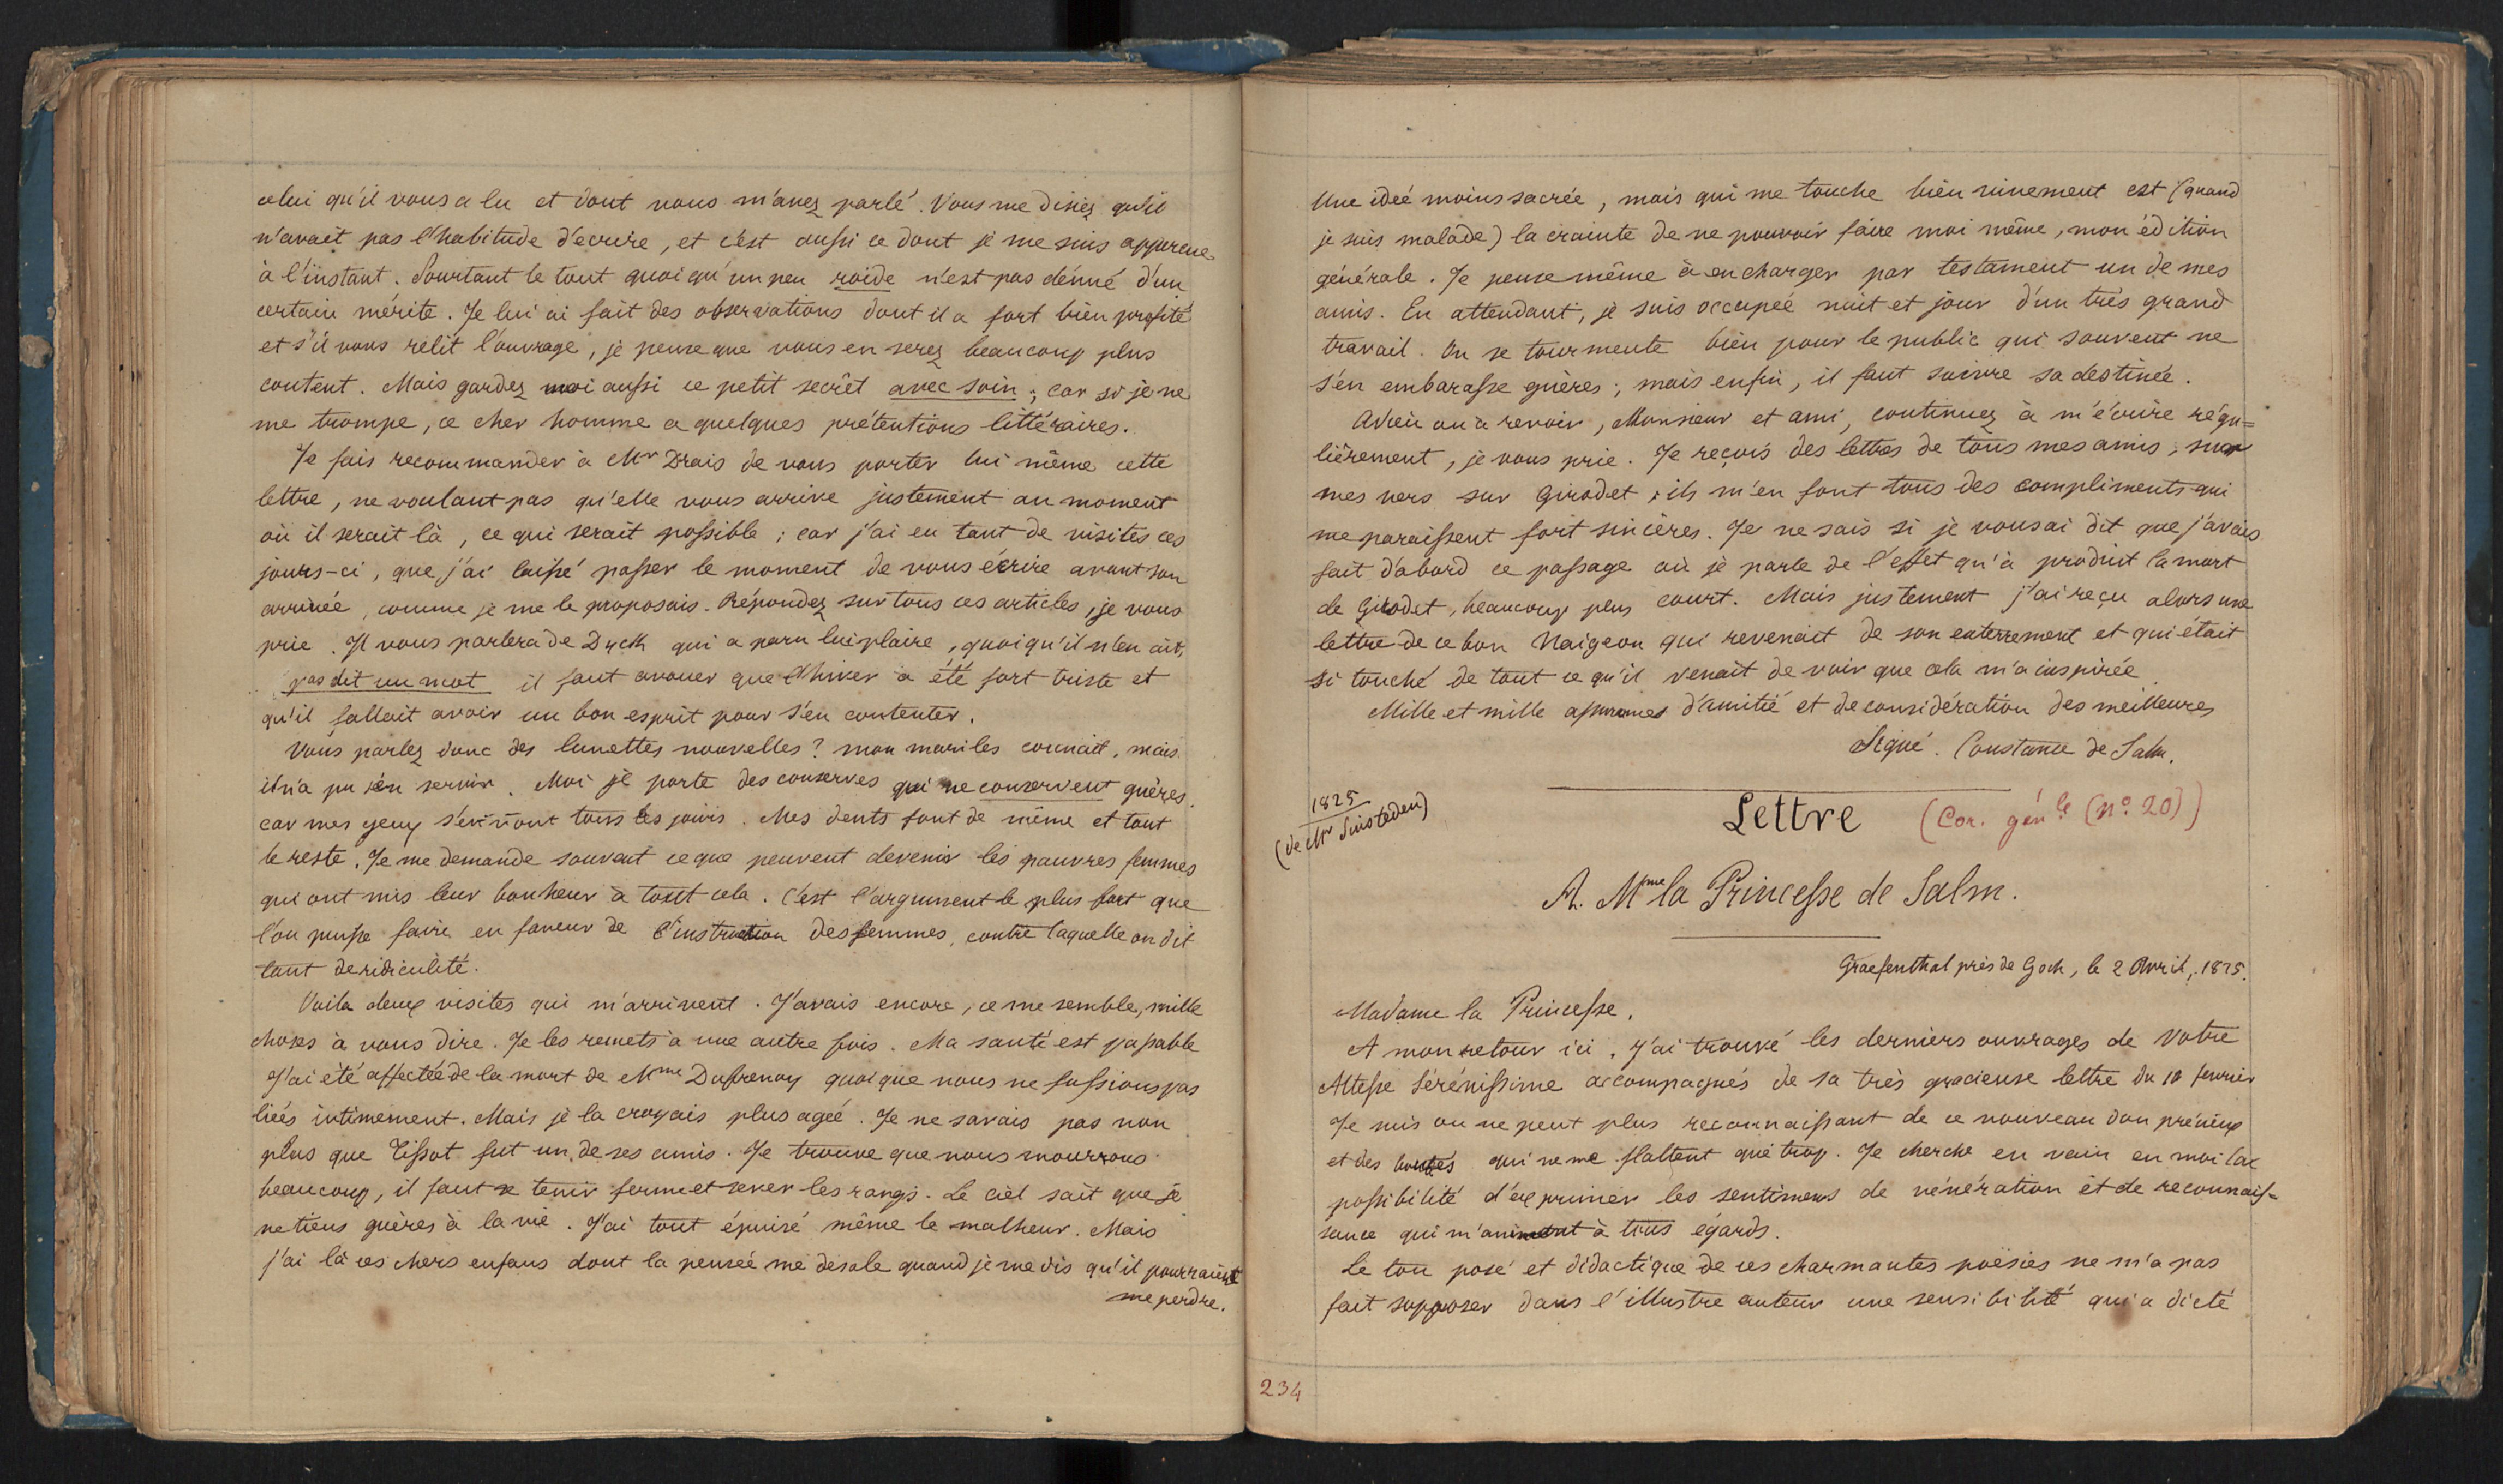 celui qu'il vous a lu et dont vous m'avez parlé. Vous me disiez qu'il
n'avait pas l'habitude d'écrire, et c'est aussi ce dont je me suis apperçue
à l'instant. Pourtant le tout quoiqu'un peu roide n'est pas dénué d'un
certain mérite. Je lui ai fait des observations dont il a fort bien profité
et s'il vous relit l'ouvrage, je pense que vous en serez beaucoup plus
content. Mais gardez moi aussi ce petit secrêt avec soin ; car si je ne
me trompe, ce cher homme a quelques prétentions littéraires.
Je fais recommander à Mr Drais de vous porter lui même cette
lettre, ne voulant pas qu'elle vous arrive justement au moment
où il serait là, ce qui serait possible ; car j'ai eu tant de visites ces
jours-ci, que j'ai laissé passer le moment de vous écrire avant son
arrivée, comme je me le proposais. Répondez sur tous ces articles, je vous
prie. Il vous parlera de Dyck qui a paru lui plaire, quoiqu'il n'en ait,
pas dit un mot il faut avouer que l'hiver a été fort triste et
qu'il fallait avoir un bon esprit pour s'en contenter.
Vous parlez donc des lunettes nouvelles ? mon mari les connait, mais
il n'a pu s'en servir. Moi je porte des conserves qui ne conservent guères.
car mes yeux s'en vont tous les jours. Mes dents font de même et tout
le reste. Je me demande souvent ce que peuvent devenir les pauvres femmes
qui ont mis leur bonheur à tout cela. C'est l'argument le plus fort que
l'on puisse faire en faveur de l'instruction des femmes, contre laquelle on dit
tant de ridiculité.
Voila deux visites qui m'arrivent. J'avais encore, ce me semble, mille
choses à vous dire. Je les remets à une autre fois. Ma santé est passable
J'ai été affectée de la mort de Mme Dufrenoy quoique nous ne fussions pas
liées intimement. Mais je la croyais plus agée. Je ne savais pas non
plus que Tissot fut un de ses amis. Je trouve que nous mourrons
beaucoup, il faut se tenir ferme et serrer les rangs. Le ciel sait que je
ne tiens guères à la vie. J'ai tout épuisé même le malheur. Mais
j'ai là ces chers enfans dont la pensée me désole quand je me dis qu'il pourraient
me perdre.
Une idée moins sacrée, mais qui me touche bien vivement est (quand
je suis malade) la crainte de ne pouvoir faire moi même, mon édition
générale. Je pense même à en charger par testament un de mes
amis. En attendant, je suis occupée nuit et jour d'un très grand
travail. On se tourmente bien pour le public qui souvent ne
s'en embarasse guères ; mais enfin, il faut suivre sa destinée.
Adieu ou à revoir, Monsieur et ami, continuez à m'écrire régu=
lièrement, je vous prie. Je reçois des lettres de tous mes amis, sur
mes vers sur Girodet, ils m'en font tous des compliments qui
me paraissent fort sincères. Je ne sais si je vous ai dit que j'avais
fait d'abord ce passage où je parle de l'effet qu'à produit la mort
de Girodet, beaucoup plus court. Mais justement j'ai reçu alors une
lettre de ce bon Naigeon qui revenait de son enterrement et qui était
si touché de tout ce qu'il venait de voir que cela m'a inspirée
Mille et mille assurances d'amitié et de considération des meilleures
Signé. Constance de Salm.
1825
(de Mr Sinsteden)
Lettre (Cor. génle (No. 20))
A. Mme la Princesse de Salm.
Graefenthal près de Goch, le 2 Avril, 1825.
Madame la Princesse.
A mon retour ici, j'ai trouvé les derniers ouvrages de Votre
Altesse Sérénissime accompagnés de sa très gracieuse lettre du 10 fevrier
Je suis on ne peut plus reconnaissant de ce nouveau don précieux
et des bontés qui ne me flattent que trop. Je cherche en vain en moi la
possibilité d'exprimer les sentimens de vénération et de reconnais-
sance qui m'animent à tous égards.
Le ton posé et didactique de ces charmantes poësies ne m'a pas
fait supposer dans l'illustre auteur une sensibilité qui a dicté
234